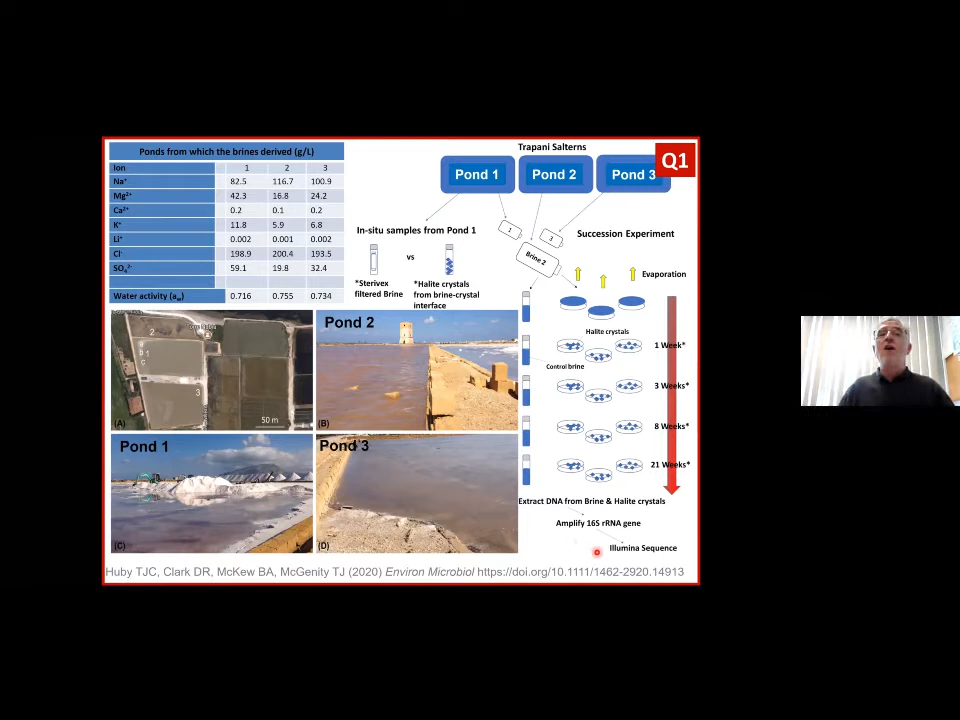 Ponds from which the brines derived (g/L)
Ion 1 2 3
Na⁺ 82.5 116.7 100.9
Mg²⁺ 42.3 16.8 24.2
Ca²⁺ 0.2 0.1 0.2
K⁺ 11.8 5.9 6.8
Li⁺ 0.002 0.001 0.002
Cl⁻ 198.9 200.4 193.5
SO₄²⁻ 59.1 19.8 32.4
Water activity (aw) 0.716 0.755 0.734
Trapani Salterns
Q1
Pond 1 Pond 2 Pond 3
In-situ samples from Pond 1
vs
*Sterivex
filtered Brine
*Halite crystals
from brine-crystal
interface
1
3
Brine 2
Succession Experiment
Evaporation
Halite crystals
1 Week*
Control brine
3 Weeks*
8 Weeks*
21 Weeks*
Extract DNA from Brine & Halite crystals
Amplify 16S rRNA gene
Illumina Sequence
2
a
b 1
c
3
50 m
(A)
Pond 2
(B)
Pond 1
(C)
Pond 3
(D)
Huby TJC, Clark DR, McKew BA, McGenity TJ (2020) Environ Microbiol https://doi.org/10.1111/1462-2920.14913